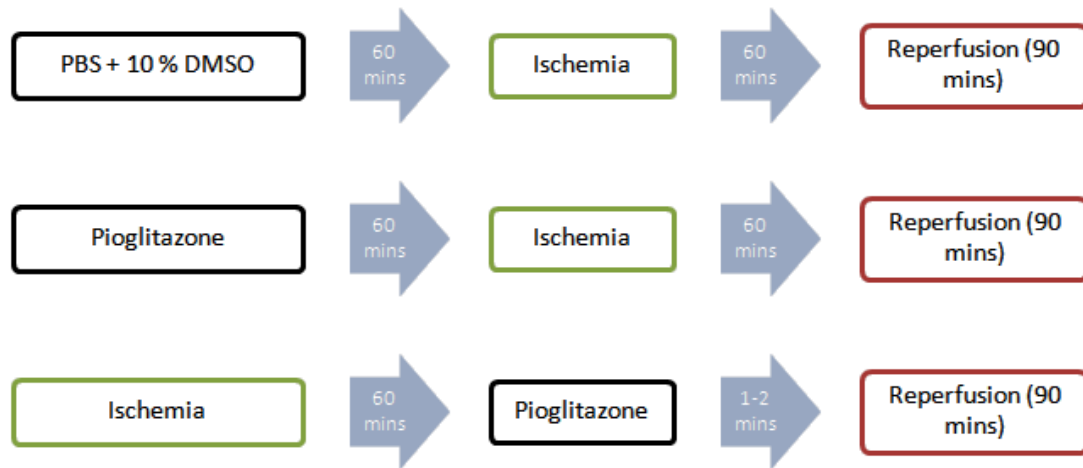 PBS + 10 % DMSO
60
mins
Ischemia
60
mins
Reperfusion (90
mins)
Pioglitazone
60
mins
Ischemia
60
mins
Reperfusion (90
mins)
Ischemia
60
mins
Pioglitazone
1-2
mins
Reperfusion (90
mins)